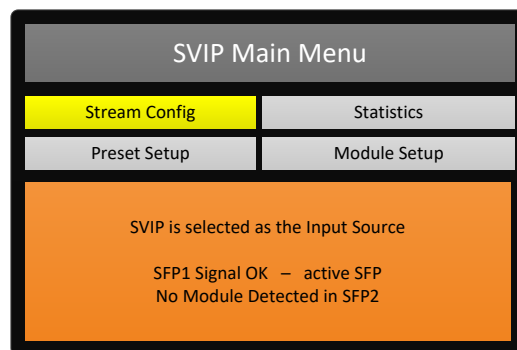 SVIP Main Menu
Stream Config
Statistics
Preset Setup
Module Setup
SVIP is selected as the Input Source
SFP1 Signal OK – active SFP
No Module Detected in SFP2